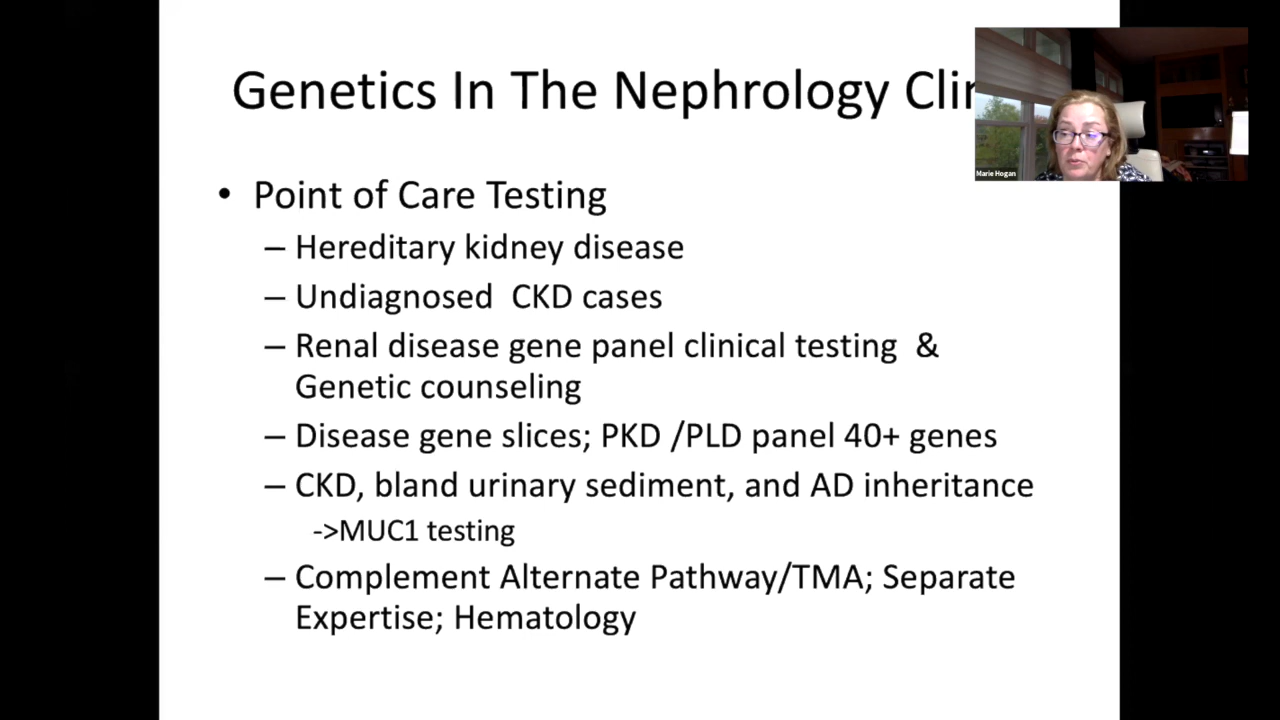 Genetics In The Nephrology Clin
Marie Hogan
• Point of Care Testing
– Hereditary kidney disease
– Undiagnosed  CKD cases
– Renal disease gene panel clinical testing  &
Genetic counseling
– Disease gene slices; PKD /PLD panel 40+ genes
– CKD, bland urinary sediment, and AD inheritance
->MUC1 testing
– Complement Alternate Pathway/TMA; Separate
Expertise; Hematology